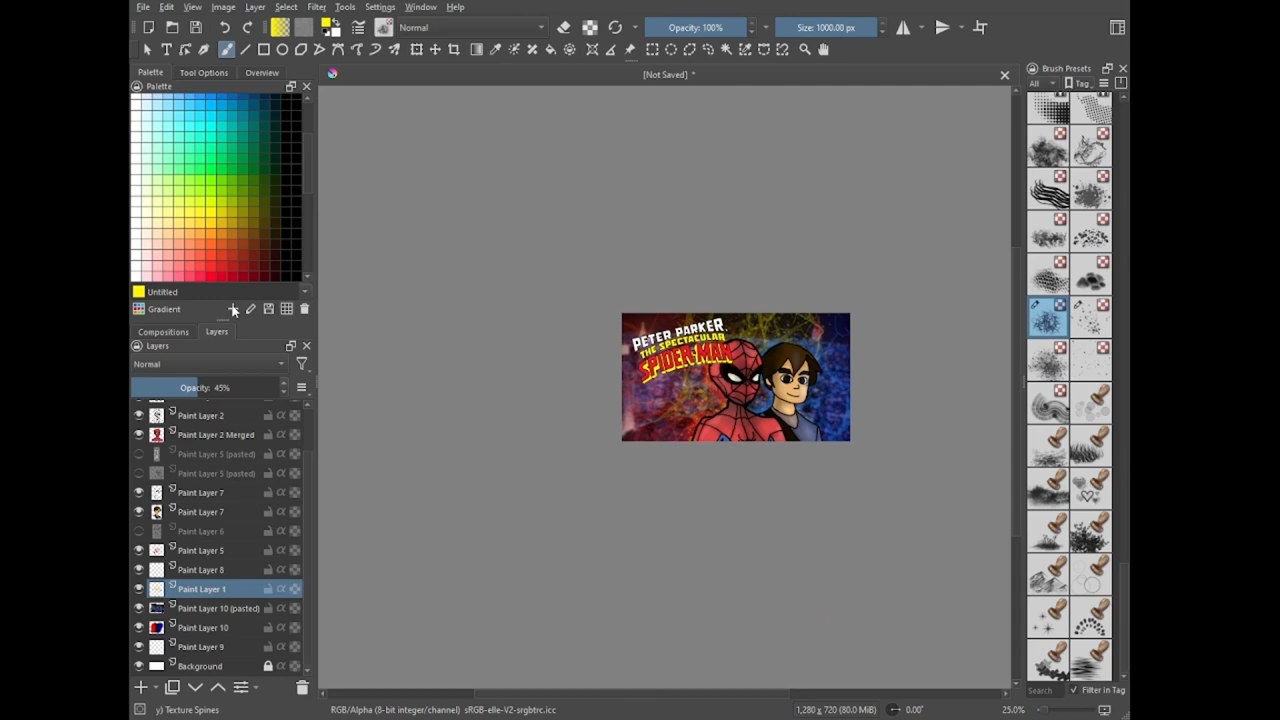 File Edit View Image Layer Select Filter Tools Settings Window Help
Normal
Opacity: 100%
Size: 1000.00 px
Palette Tool Options Overview
[Not Saved] *
Brush Presets
Palette
All
Tag
Untitled
Gradient
Compositions Layers
Layers
Normal
Opacity: 45%
Paint Layer 2
Paint Layer 2 Merged
Paint Layer 5 (pasted)
Paint Layer 5 (pasted)
Paint Layer 7
Paint Layer 7
Paint Layer 6
Paint Layer 5
Paint Layer 8
Paint Layer 1
Paint Layer 10 (pasted)
Paint Layer 10
Paint Layer 9
Background
PETER PARKER,
THE SPECTACULAR
SPIDER-MAN
Search
Filter in Tag
y) Texture Spines
RGB/Alpha (8-bit integer/channel) sRGB-elle-V2-srgbtrc.icc
1,280 x 720 (80.0 MiB)
0.00°
25.0%